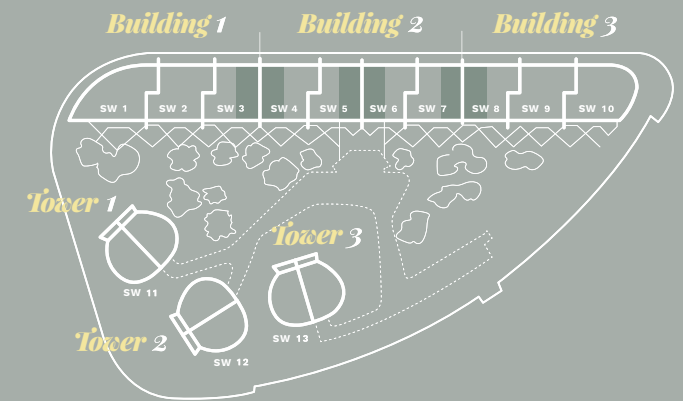 Building 1
Building 2
Building 3
SW 1
SW 2
SW 3
SW 4
SW 5
SW 6
SW 7
SW 8
SW 9
SW 10
Tower 1
Tower 3
SW 11
Tower 2
SW 13
SW 12